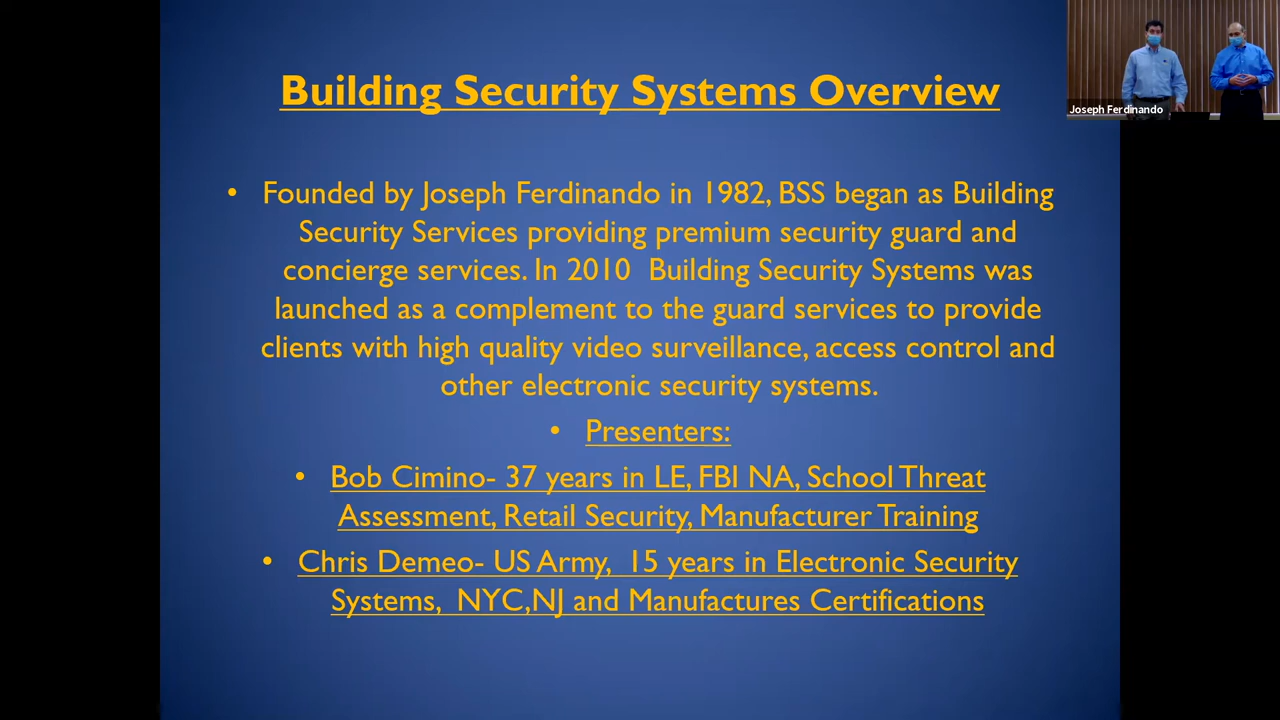 Building Security Systems Overview
Joseph Ferdinando
• Founded by Joseph Ferdinando in 1982, BSS began as Building
Security Services providing premium security guard and
concierge services. In 2010 Building Security Systems was
launched as a complement to the guard services to provide
clients with high quality video surveillance, access control and
other electronic security systems.
• Presenters:
• Bob Cimino- 37 years in LE, FBI NA, School Threat
Assessment, Retail Security, Manufacturer Training
• Chris Demeo- US Army, 15 years in Electronic Security
Systems, NYC,NJ and Manufactures Certifications